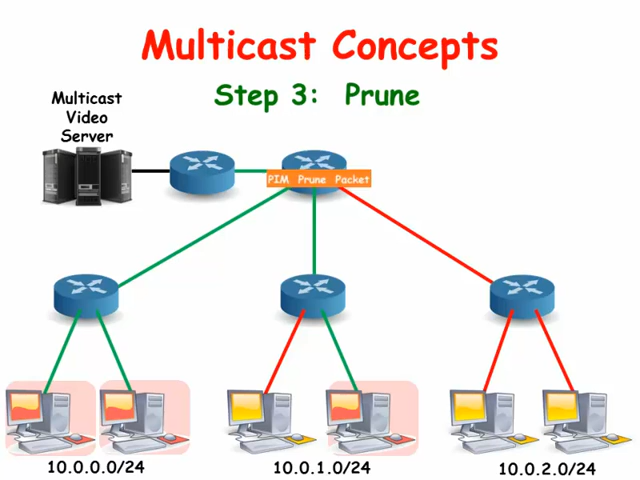 Multicast Concepts
Step 3: Prune
Multicast
Video
Server
PIM Prune Packet
10.0.0.0/24
10.0.1.0/24
10.0.2.0/24